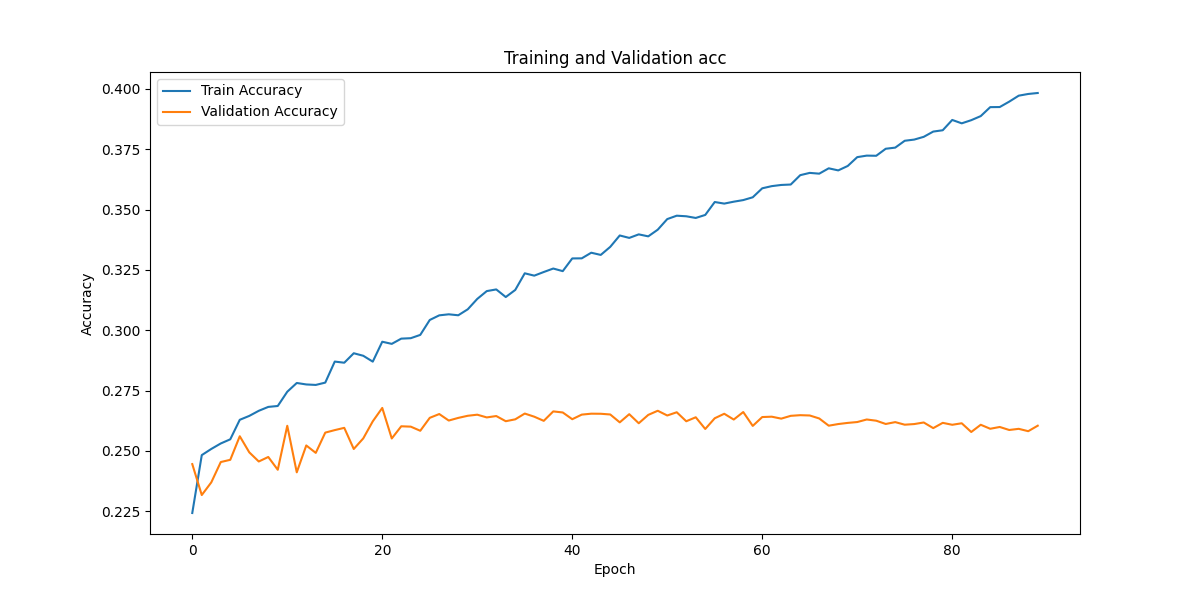 Training and Validation acc
Train Accuracy
Validation Accuracy
0.400
0.375
0.350
0.325
0.300
0.275
0.250
0.225
Accuracy
0 20 40 60 80
Epoch